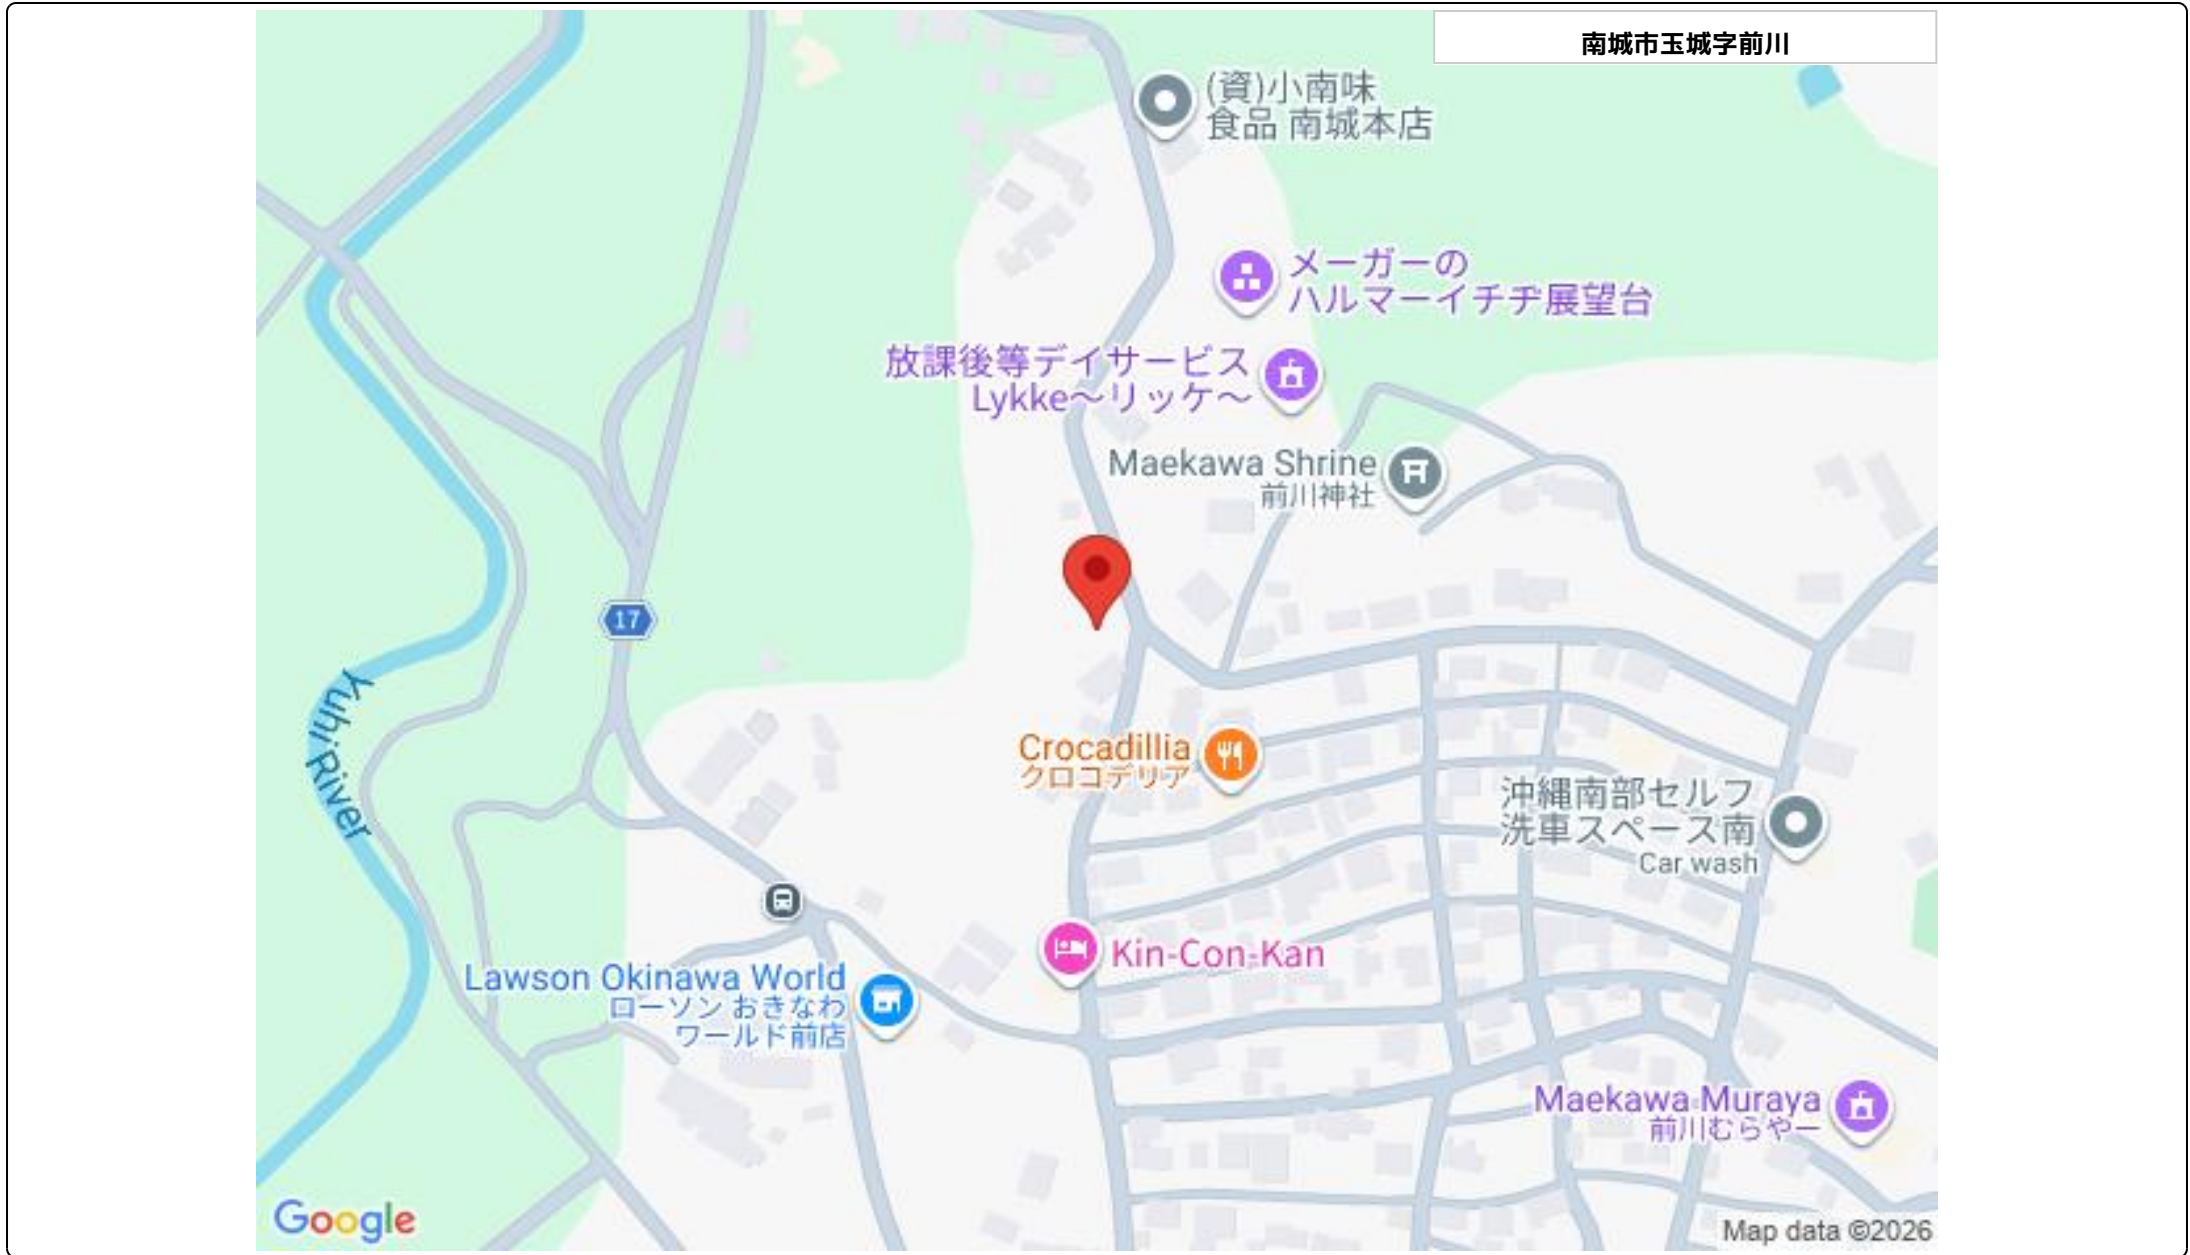 南城市玉城字前川
(資)小南味
食品 南城本店
メーガーの
ハルマーイチヂ展望台
放課後等デイサービス
Lykke〜リッケ〜
Maekawa Shrine
前川神社
17
Yuhi River
Crocadillia
クロコデリア
沖縄南部セルフ
洗車スペース南
Car wash
Kin-Con-Kan
Lawson Okinawa World
ローソン おきなわ
ワールド前店
Maekawa Muraya
前川むらやー
Google
Map data ©2026